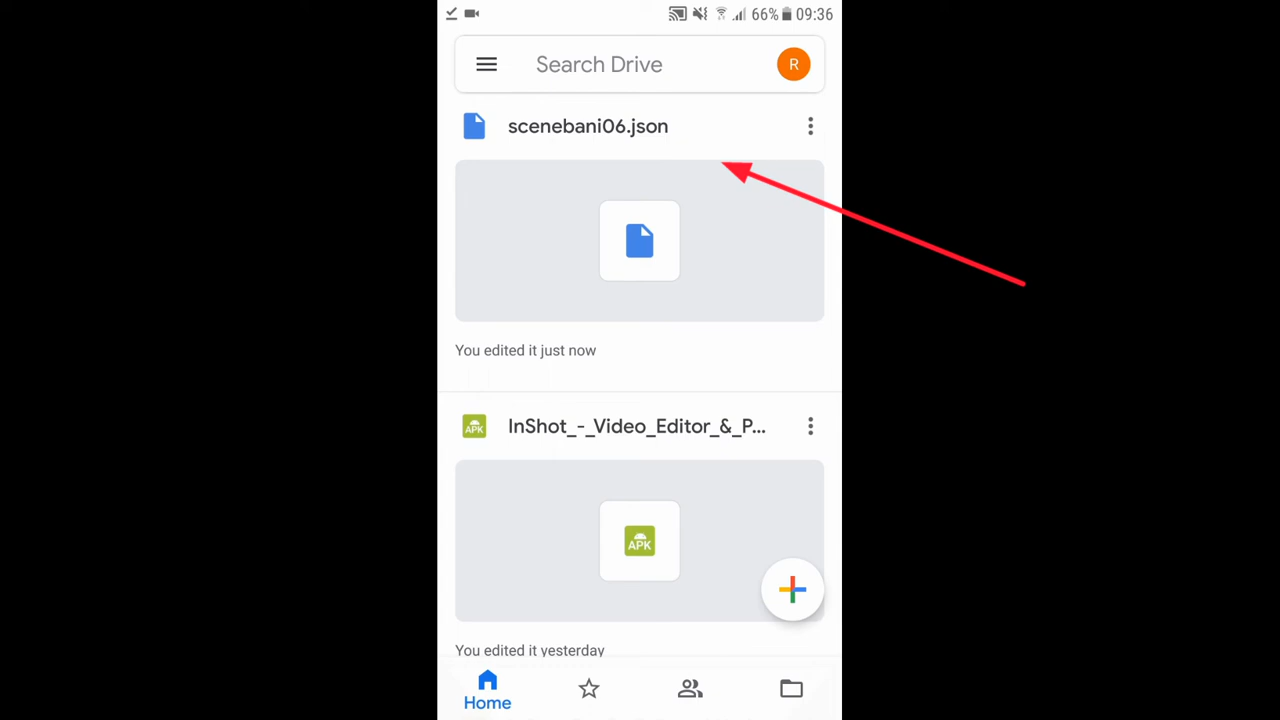 66% 09:36
Search Drive
R
scenebani06.json
You edited it just now
APK
InShot_-_Video_Editor_&_P...
APK
You edited it yesterday
Home